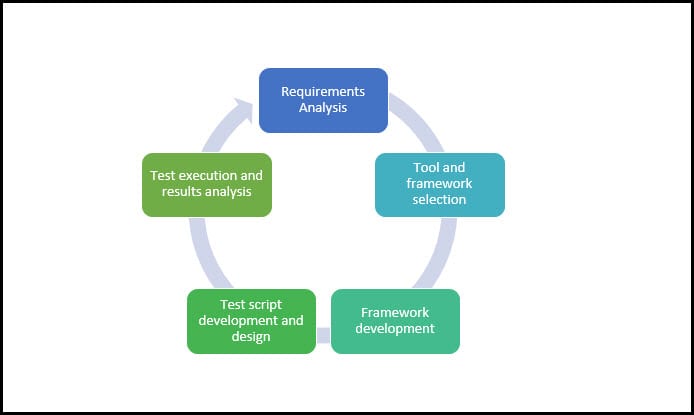 Requirements
Analysis
Tool and
framework
selection
Framework
development
Test script
development and
design
Test execution and
results analysis